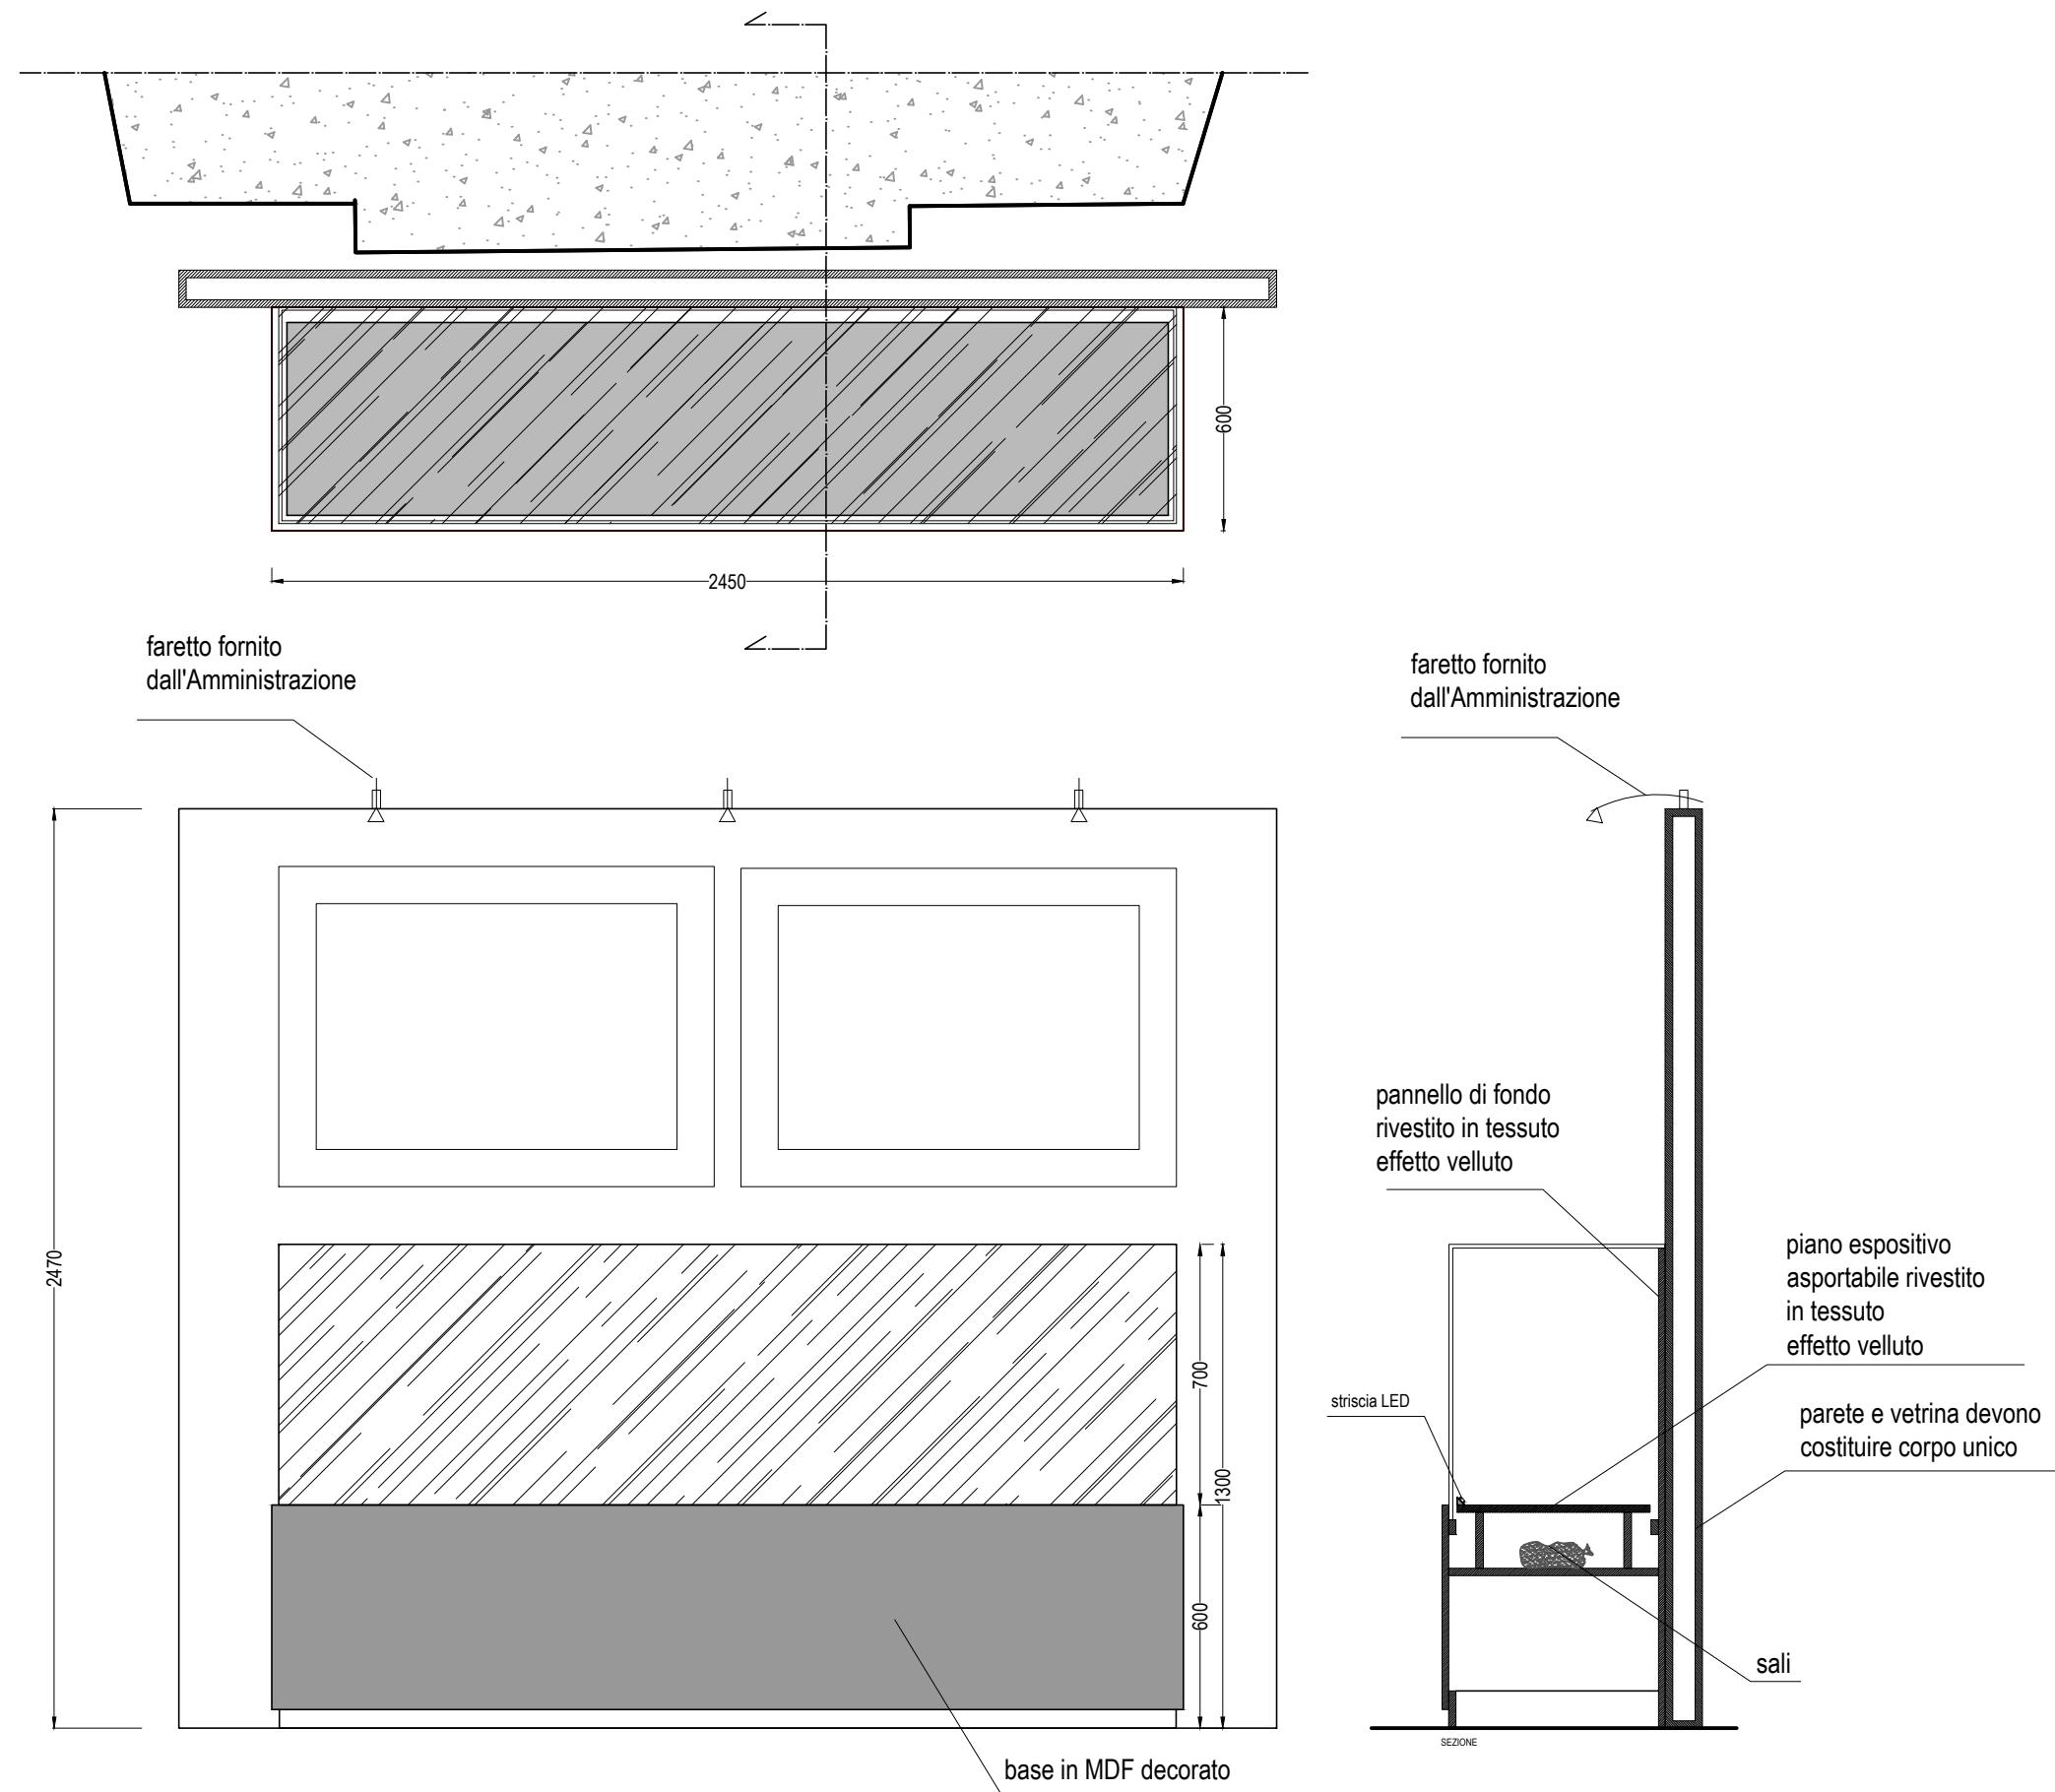 600
2450
faretto fornito
dall'Amministrazione
faretto fornito
dall'Amministrazione
pannello di fondo
rivestito in tessuto
effetto velluto
piano espositivo
asportabile rivestito
in tessuto
effetto velluto
2470
700
1300
striscia LED
parete e vetrina devono
costituire corpo unico
600
sali
SEZIONE
base in MDF decorato